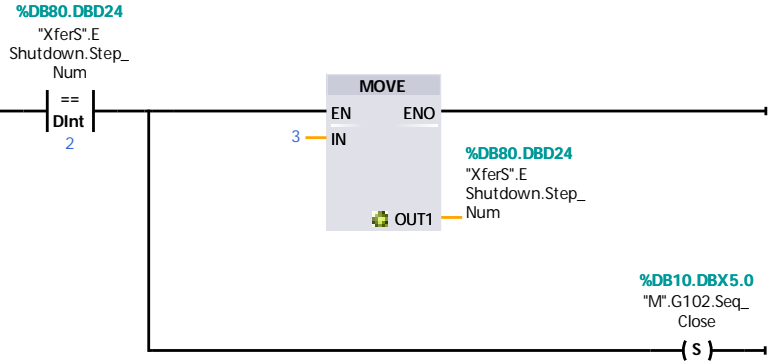 %DB80.DBD24
"XferS".E
Shutdown.Step_
Num
==
DInt
2
MOVE
EN ENO
3 IN
OUT1
%DB80.DBD24
"XferS".E
Shutdown.Step_
Num
%DB10.DBX5.0
"M".G102.Seq_
Close
S